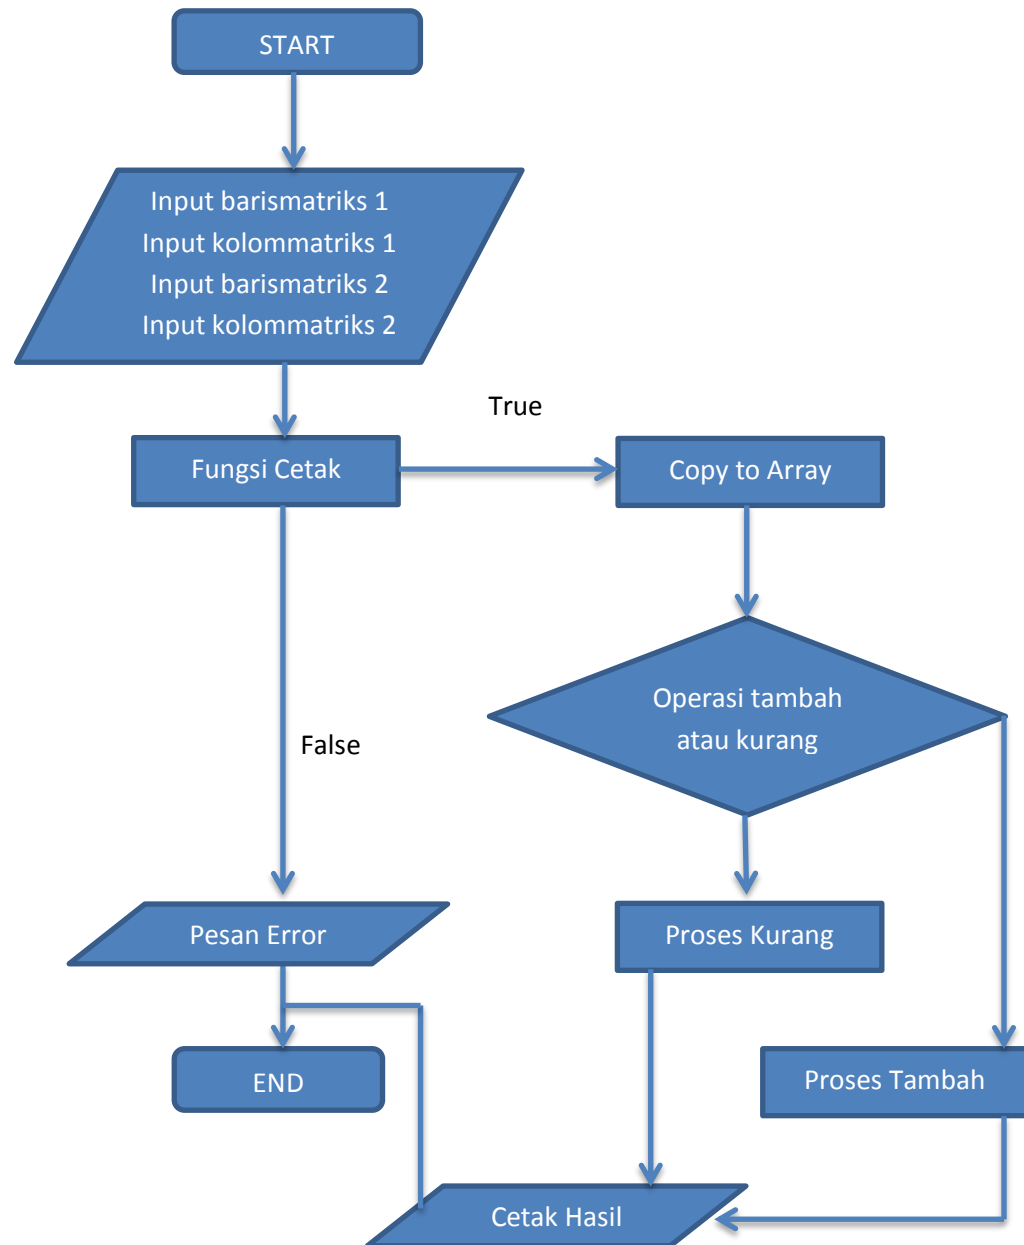 START
Input barismatriks 1
Input kolommatriks 1
Input barismatriks 2
Input kolommatriks 2
True
Fungsi Cetak
Copy to Array
Operasi tambah
atau kurang
False
Pesan Error
Proses Kurang
END
Proses Tambah
Cetak Hasil